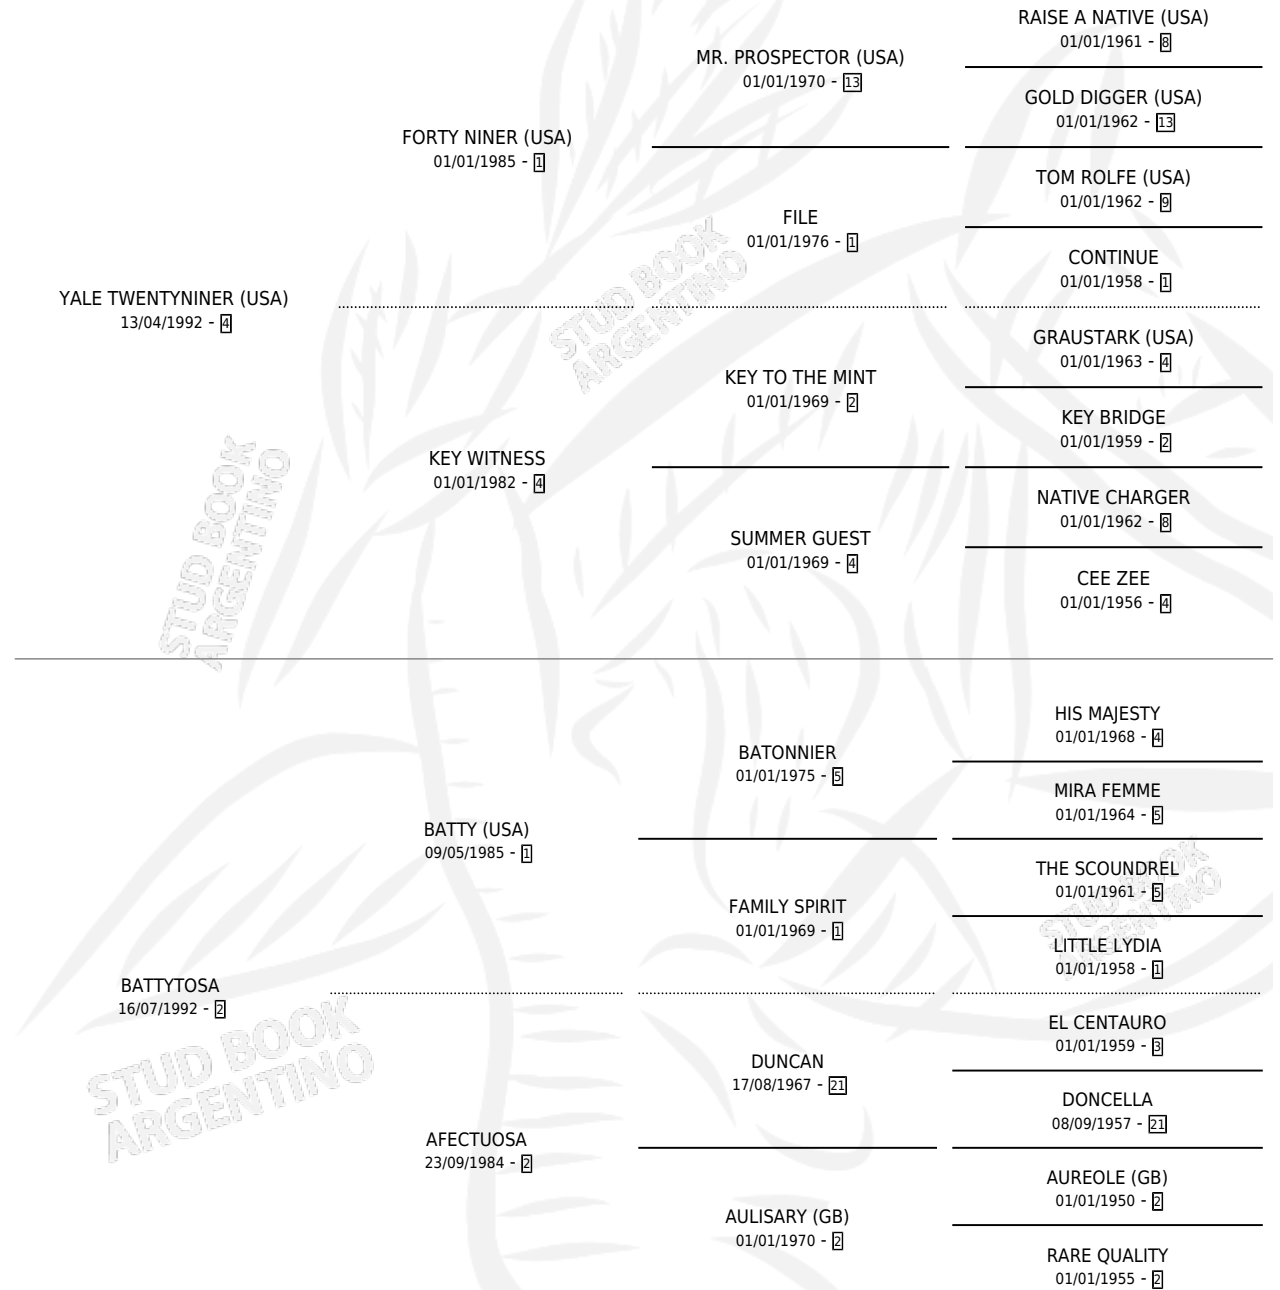 RAISE A NATIVE (USA)
01/01/1961 - 8
MR. PROSPECTOR (USA)
01/01/1970 - 13
GOLD DIGGER (USA)
01/01/1962 - 13
FORTY NINER (USA)
01/01/1985 - 1
TOM ROLFE (USA)
01/01/1962 - 9
FILE
01/01/1976 - 1
CONTINUE
01/01/1958 - 1
YALE TWENTYNINER (USA)
13/04/1992 - 4
GRAUSTARK (USA)
01/01/1963 - 4
KEY TO THE MINT
01/01/1969 - 2
KEY BRIDGE
01/01/1959 - 2
KEY WITNESS
01/01/1982 - 4
NATIVE CHARGER
01/01/1962 - 8
SUMMER GUEST
01/01/1969 - 4
CEE ZEE
01/01/1956 - 4
HIS MAJESTY
01/01/1968 - 4
BATONNIER
01/01/1975 - 5
MIRA FEMME
01/01/1964 - 5
BATTY (USA)
09/05/1985 - 1
THE SCOUNDREL
01/01/1961 - 5
FAMILY SPIRIT
01/01/1969 - 1
LITTLE LYDIA
01/01/1958 - 1
BATTYTOSA
16/07/1992 - 2
EL CENTAURO
01/01/1959 - 3
DUNCAN
17/08/1967 - 21
DONCELLA
08/09/1957 - 21
AFECTUOSA
23/09/1984 - 2
AUREOLE (GB)
01/01/1950 - 2
AULISARY (GB)
01/01/1970 - 2
RARE QUALITY
01/01/1955 - 2
STUD BOOK
ARGENTINO
STUD BOOK
ARGENTINO
STUD BOOK
ARGENTINO
STUD BOOK
ARGENTINO